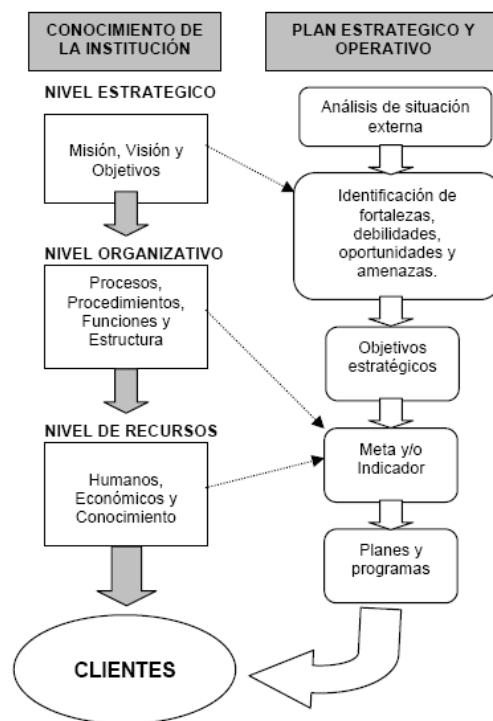 CONOCIMIENTO DE
LA INSTITUCIÓN
NIVEL ESTRATEGICO
Misión, Visión y
Objetivos
NIVEL ORGANIZATIVO
Procesos,
Procedimientos,
Funciones y
Estructura
NIVEL DE RECURSOS
Humanos,
Económicos y
Conocimiento
CLIENTES
PLAN ESTRATEGICO Y
OPERATIVO
Análisis de situación
externa
Identificación de
fortalezas,
debilidades,
oportunidades y
amenazas.
Objetivos
estratégicos
Meta y/o
Indicador
Planes y
programas